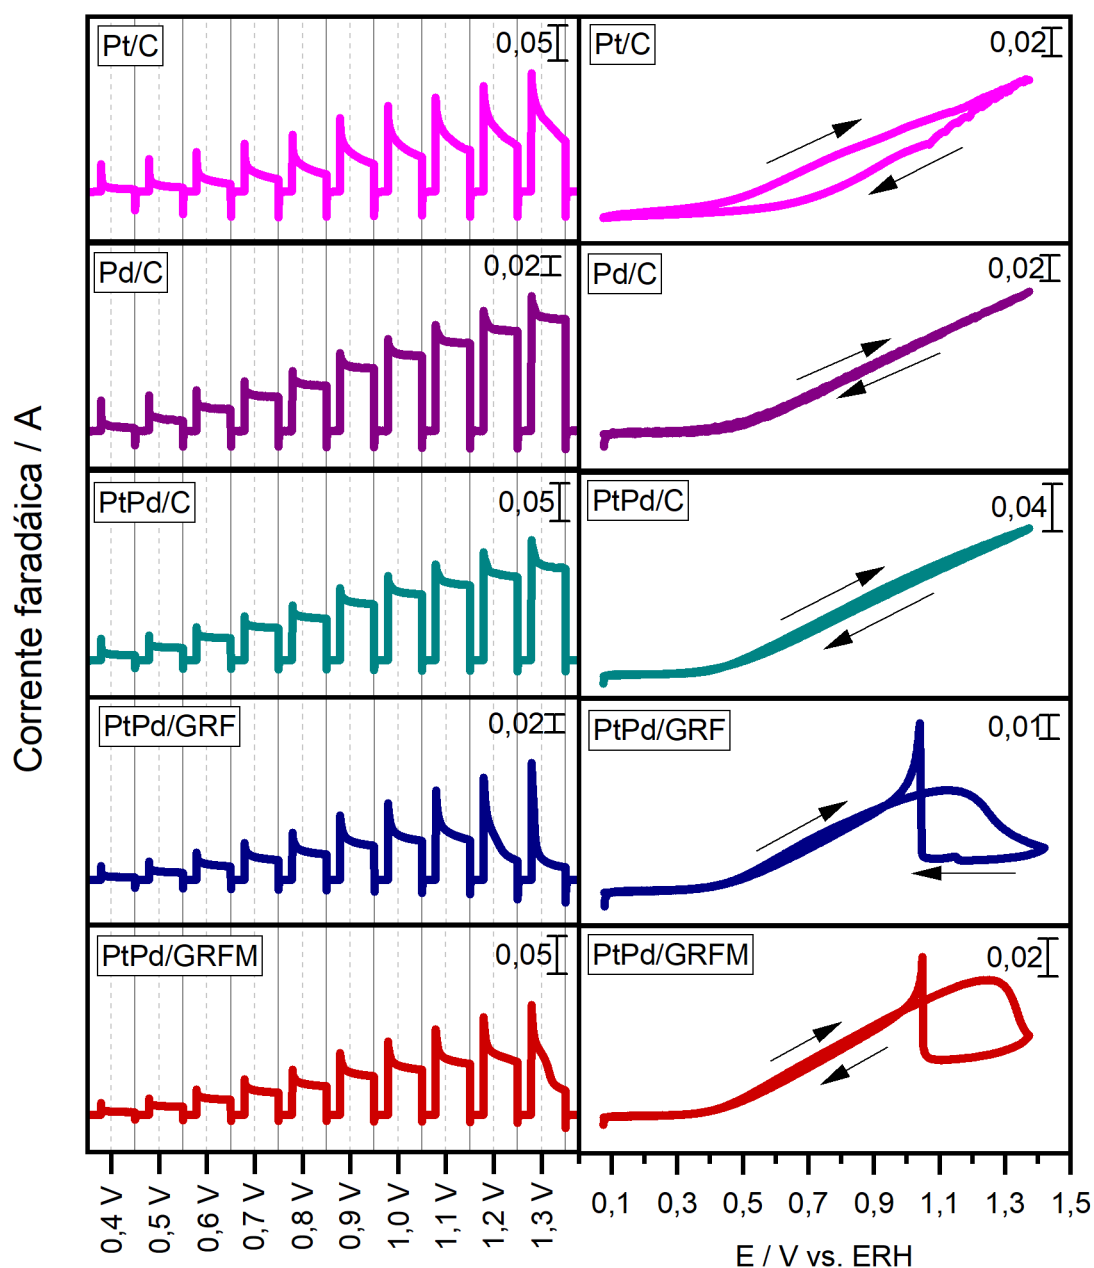 Pt/C
0,05
Pt/C
0,02
Pd/C
0,02
Pd/C
0,02
PtPd/C
0,05
PtPd/C
0,04
PtPd/GRF
0,02
PtPd/GRF
0,01
PtPd/GRFM
0,05
PtPd/GRFM
0,02
Corrente faradáica / A
0,4 V
0,5 V
0,6 V
0,7 V
0,8 V
0,9 V
1,0 V
1,1 V
1,2 V
1,3 V
0,1 0,3 0,5 0,7 0,9 1,1 1,3 1,5
E / V vs. ERH